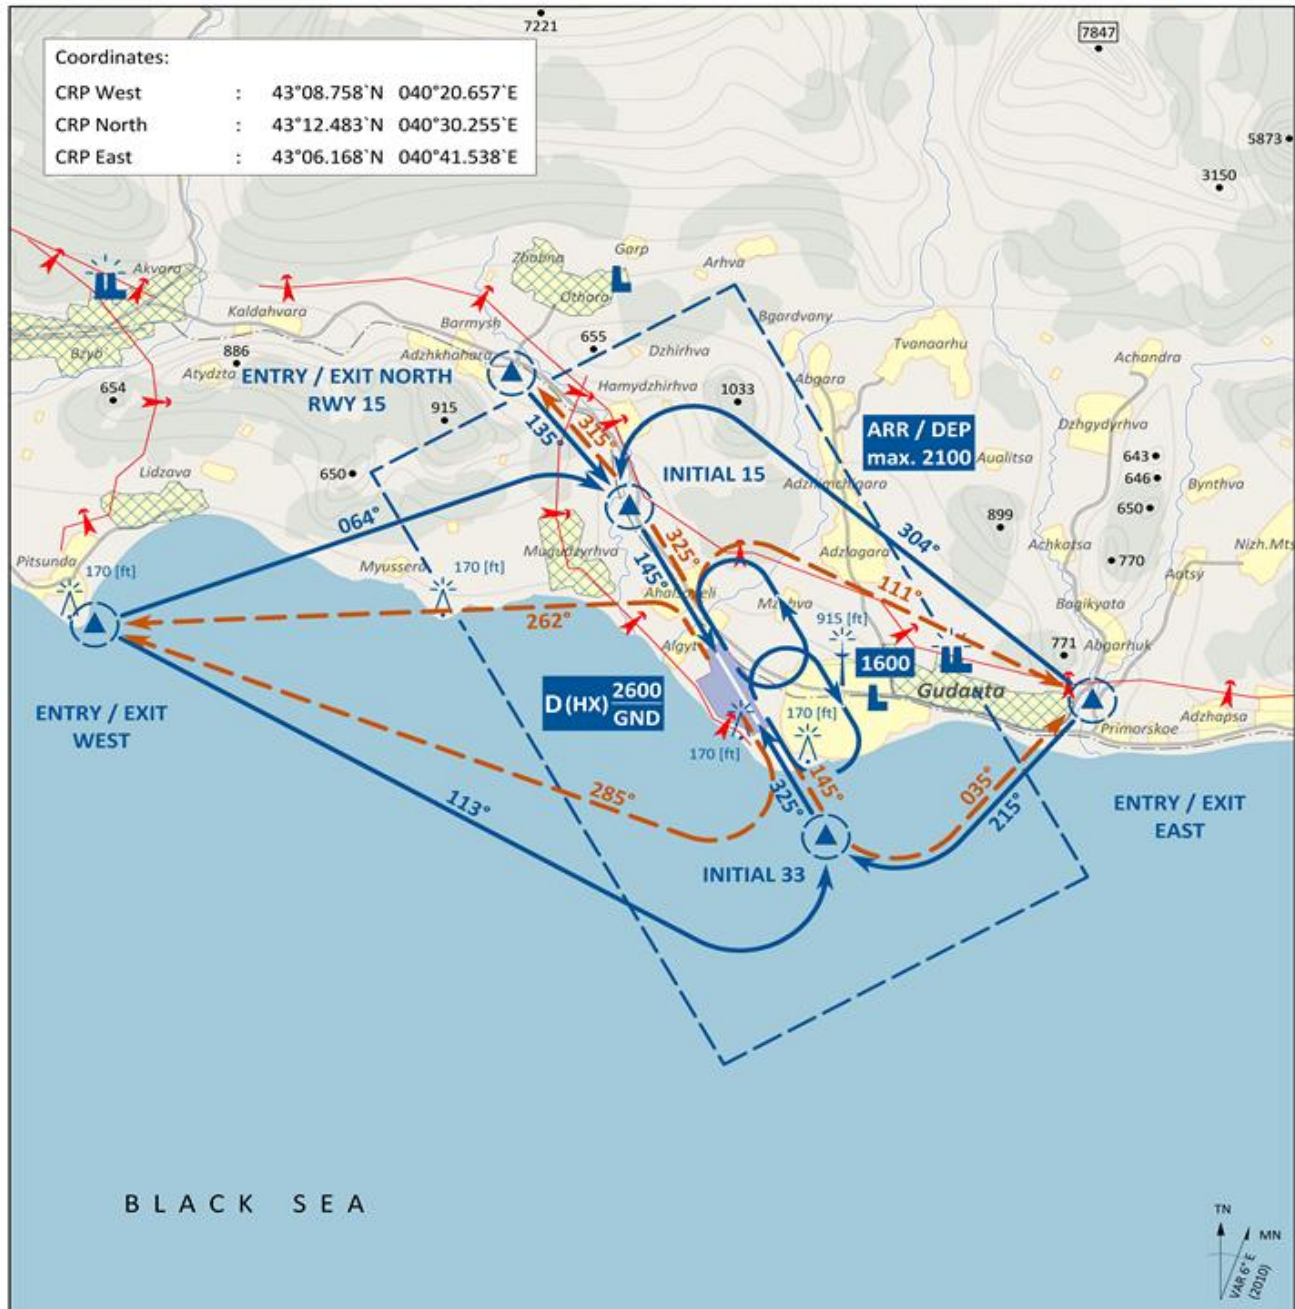 7221
7847
Coordinates:
CRP West : 43°08.758`N 040°20.657`E
CRP North : 43°12.483`N 040°30.255`E
CRP East : 43°06.168`N 040°41.538`E
5873
3150
Akvara
Zbabna
Garp
Arhva
Othara
Kaldahvara
Barmysh
Bgardvany
Bzyb
886
Atydzta
Adzhkhahara
655
Dzhirhva
Tvanaarhu
Achandra
654
ENTRY / EXIT NORTH
RWY 15
915
Hamydzhirhva
1033
Abgara
ARR / DEP
max. 2100
Dzhgydyrhva
135°
315°
Lidzava
650
INITIAL 15
Adzhimchigara
Aualitsa
643
646
Bynthva
650
064°
304°
899
Pitsunda
170 [ft]
Myussera
170 [ft]
Mugudzyrhva
145°
325°
Adzlagara
Achkatsa
770
Nizh.Mts
Aatsy
111°
Bagikyata
262°
Algyt
915 [ft]
1600
771
Abgarhuk
ENTRY / EXIT
WEST
D (HX) 2600
GND
Gudauta
170 [ft]
170 [ft]
Primorskoe
Adzhapsa
113°
285°
325°
145°
035°
215°
ENTRY / EXIT
EAST
INITIAL 33
BLACK SEA
TN
MN
VAR 6° E
(2010)